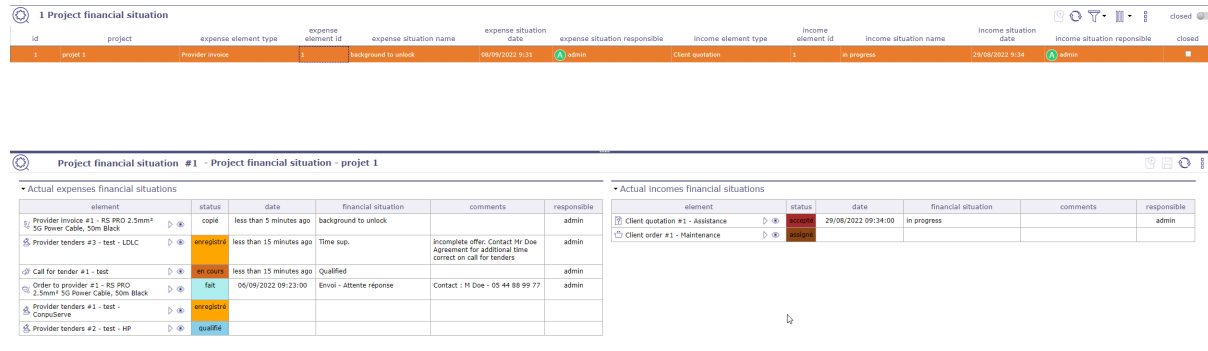 1 Project financial situation
closed
id project expense element type expense element id expense situation name expense situation date expense situation responsible income element type income element id income situation name income situation date income situation reponsible closed
1 projet 1 Provider invoice 1 background to unlock 08/09/2022 9:31 A admin Client quotation 1 in progress 29/08/2022 9:34 A admin
Project financial situation #1 - Project financial situation - projet 1
Actual expenses financial situations
element status date financial situation comments responsible
Provider invoice #1 - RS PRO 2.5mm² copié less than 5 minutes ago background to unlock admin
5G Power Cable, 50m Black
Provider tenders #3 - test - LDLC enregistré less than 15 minutes ago Time sup. incomplete offer. Contact Mr Doe admin
Agreement for additional time
correct on call for tenders
Call for tender #1 - test en cours less than 15 minutes ago Qualified admin
Order to provider #1 - RS PRO fait 06/09/2022 09:23:00 Envoi - Attente réponse Contact : M Doe - 05 44 88 99 77 admin
2.5mm² 5G Power Cable, 50m Black
Provider tenders #1 - test - enregistré
ConpuServe
Provider tenders #2 - test - HP qualifié
Actual incomes financial situations
element status date financial situation comments responsible
Client quotation #1 - Assistance accepté 29/08/2022 09:34:00 in progress admin
Client order #1 - Maintenance assigné